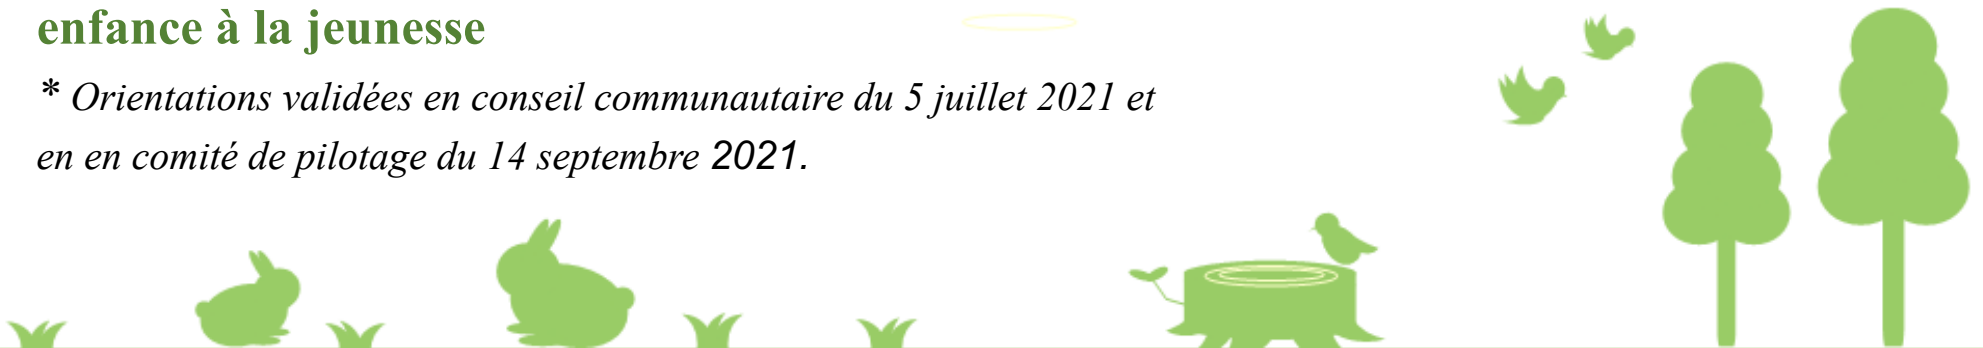 enfance à la jeunesse
* Orientations validées en conseil communautaire du 5 juillet 2021 et
en en comité de pilotage du 14 septembre 2021.